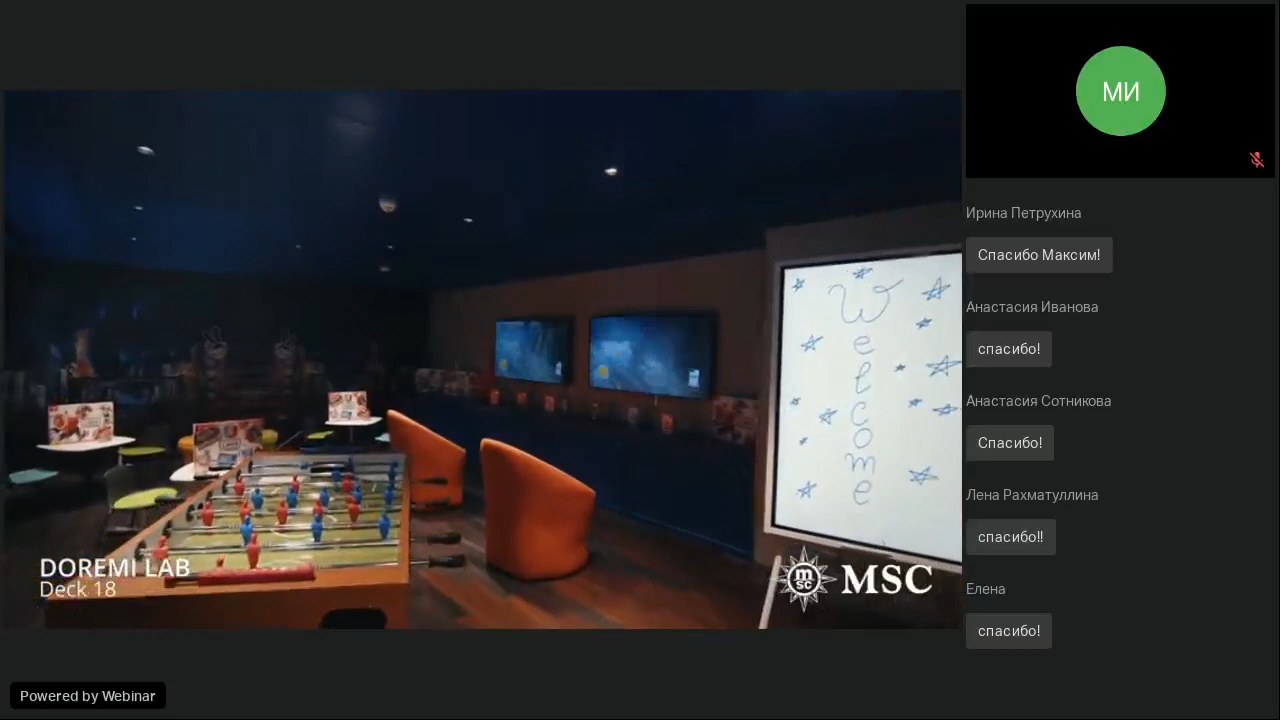 МИ
Ирина Петрухина
Спасибо Максим!
Анастасия Иванова
спасибо!
Анастасия Сотникова
Спасибо!
Лена Рахматуллина
спасибо!!
Елена
спасибо!
Welcome
DOREMI LAB
Deck 18
msc
MSC
Powered by Webinar